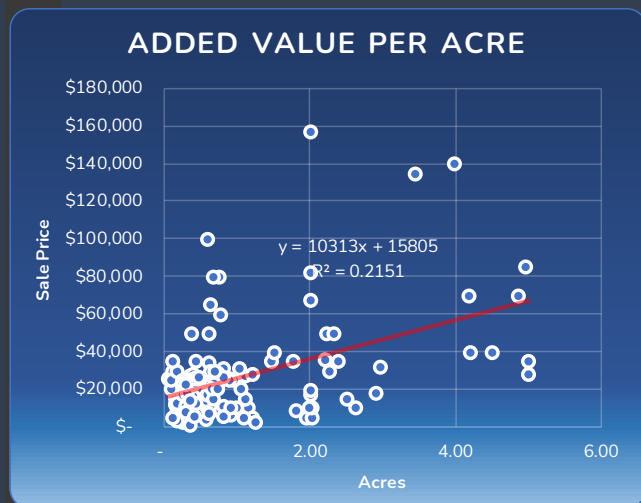 ADDED VALUE PER ACRE
$180,000
$160,000
$140,000
$120,000
$100,000
$80,000
$60,000
$40,000
$20,000
$-
Sale Price
y = 10313x + 15805
R² = 0.2151
- 2.00 4.00 6.00
Acres